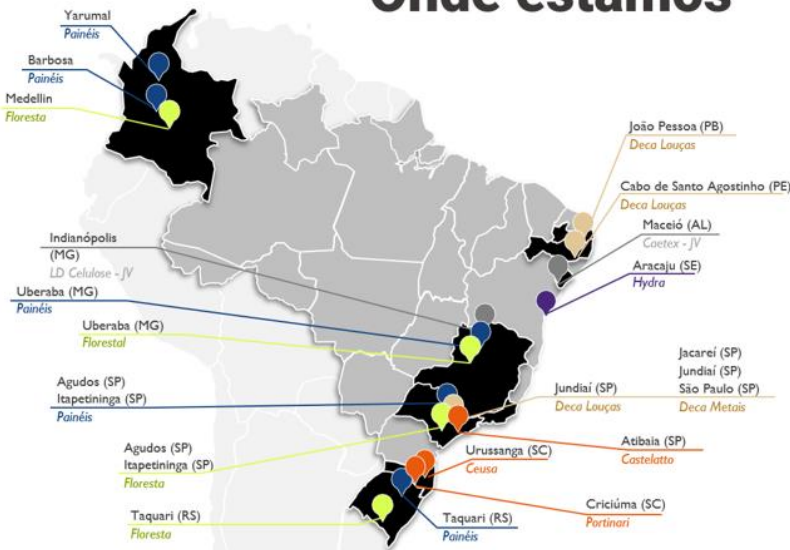 Onde estamos
Yarumal
Painéis
Barbosa
Painéis
Medellin
Floresta
João Pessoa (PB)
Deca Louças
Cabo de Santo Agostinho (PE)
Deca Louças
Maceió (AL)
Caetex - JV
Aracaju (SE)
Hydra
Indianópolis
(MG)
LD Celulose - JV
Uberaba (MG)
Painéis
Uberaba (MG)
Florestal
Agudos (SP)
Itapetininga (SP)
Painéis
Jundiaí (SP)
Deca Louças
Jacareí (SP)
Jundiaí (SP)
São Paulo (SP)
Deca Metais
Agudos (SP)
Itapetininga (SP)
Floresta
Atibaia (SP)
Castelatto
Urussanga (SC)
Ceusa
Criciúma (SC)
Portinari
Taquari (RS)
Floresta
Taquari (RS)
Painéis